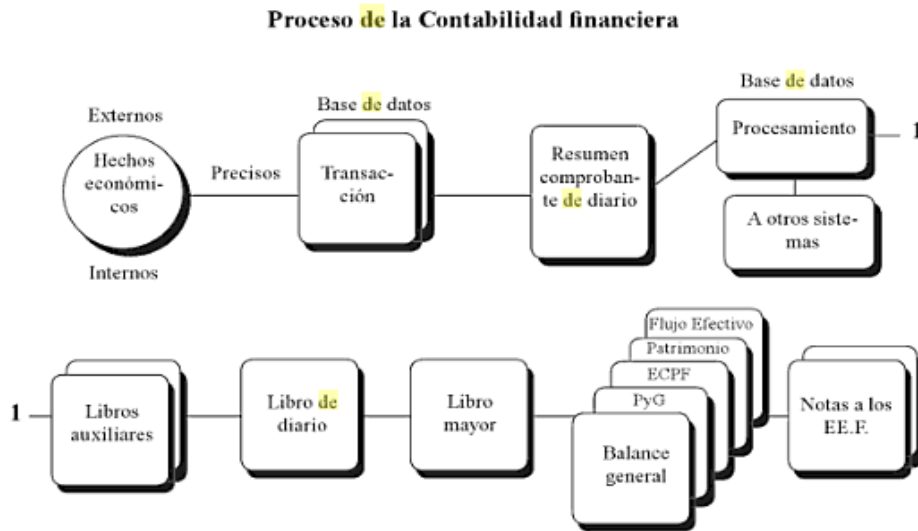 Proceso de la Contabilidad financiera
Externos
Hechos
económi-
cos
Internos
Precisos
Base de datos
Transac-
ción
Resumen
comproban-
te de diario
Base de datos
Procesamiento
1
A otros siste-
mas
1
Libros
auxiliares
Libro de
diario
Libro
mayor
Flujo Efectivo
Patrimonio
ECPF
PyG
Balance
general
Notas a los
EE.F.